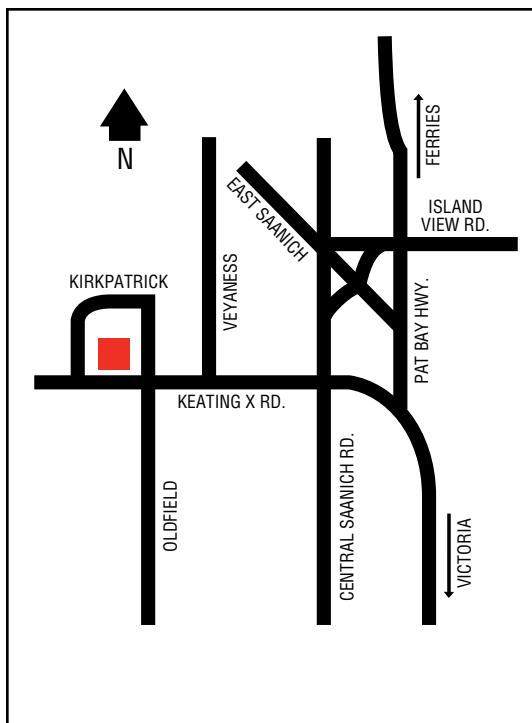 FERRIES
N
EAST SAANICH
ISLAND
VIEW RD.
KIRKPATRICK
VEYANESS
PAT BAY HWY.
KEATING X RD.
OLDFIELD
CENTRAL SAANICH RD.
VICTORIA